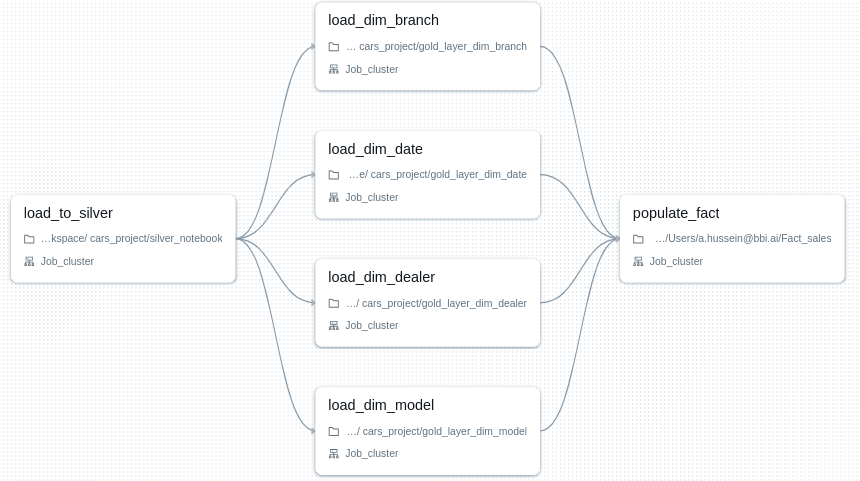 load_dim_branch
... cars_project/gold_layer_dim_branch
Job_cluster
load_dim_date
...e/ cars_project/gold_layer_dim_date
Job_cluster
load_to_silver
...kspace/ cars_project/silver_notebook
Job_cluster
populate_fact
.../Users/a.hussein@bbi.ai/Fact_sales
Job_cluster
load_dim_dealer
.../ cars_project/gold_layer_dim_dealer
Job_cluster
load_dim_model
.../ cars_project/gold_layer_dim_model
Job_cluster